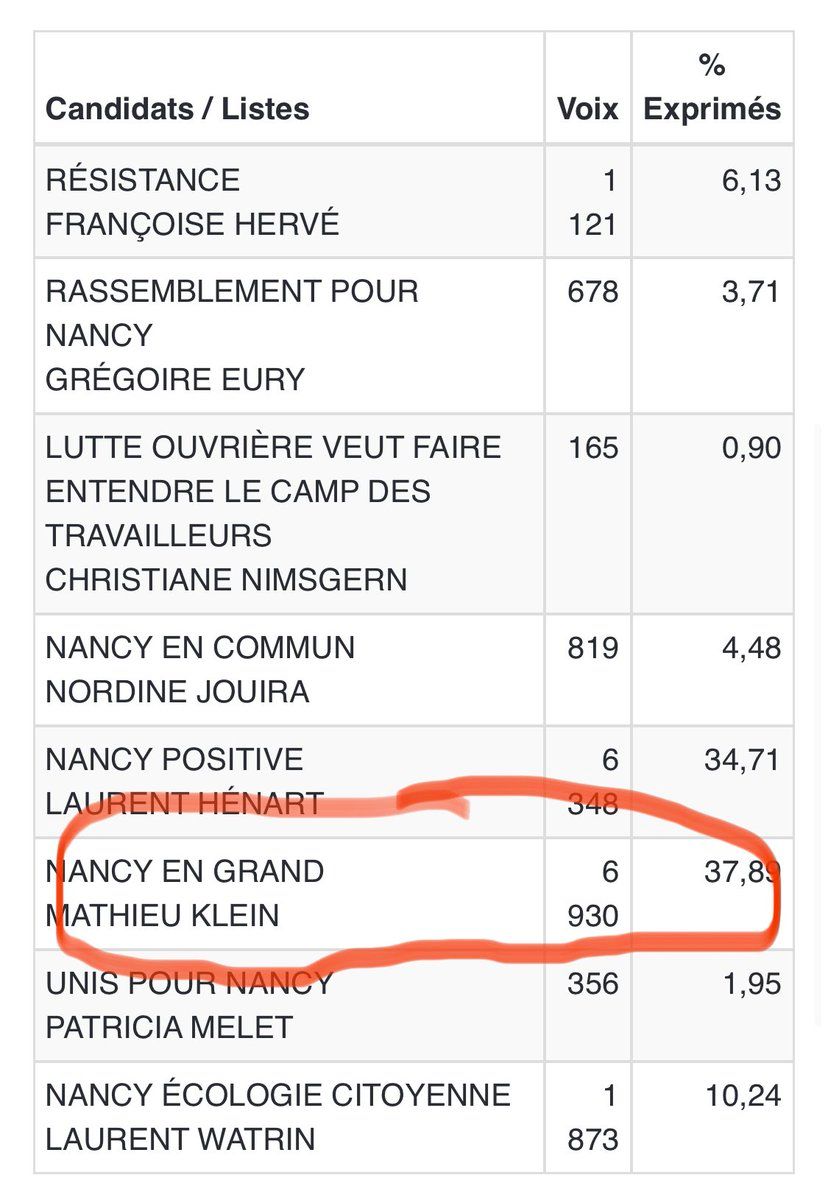 Candidats / Listes Voix % Exprimés
RÉSISTANCE 1 6,13
FRANÇOISE HERVÉ 121
RASSEMBLEMENT POUR 678 3,71
NANCY
GRÉGOIRE EURY
LUTTE OUVRIÈRE VEUT FAIRE 165 0,90
ENTENDRE LE CAMP DES
TRAVAILLEURS
CHRISTIANE NIMSGERN
NANCY EN COMMUN 819 4,48
NORDINE JOUIRA
NANCY POSITIVE 6 34,71
LAURENT HÉNART 348
NANCY EN GRAND 6 37,89
MATHIEU KLEIN 930
UNIS POUR NANCY 356 1,95
PATRICIA MELET
NANCY ÉCOLOGIE CITOYENNE 1 10,24
LAURENT WATRIN 873